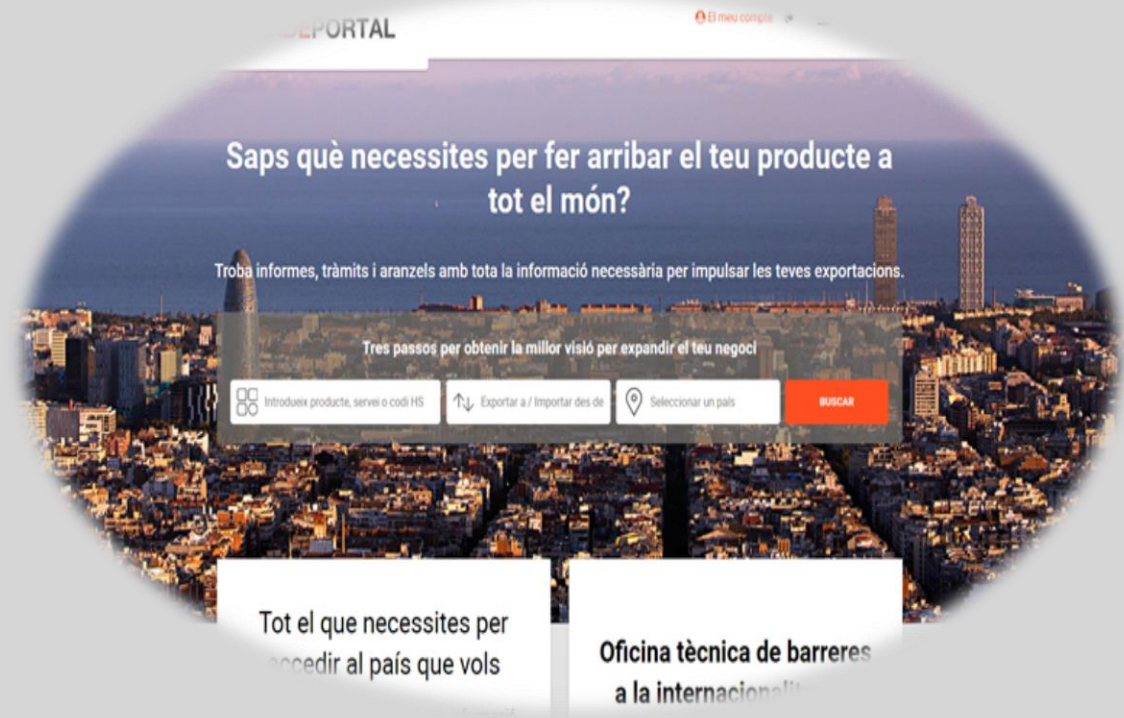 PORTAL
El meu compte
Saps què necessites per fer arribar el teu producte a
tot el món?
Troba informes, tràmits i aranzels amb tota la informació necessària per impulsar les teves exportacions.
Tres passos per obtenir la millor visió per expandir el teu negoci
Introdueix producte, servei o codi HS
Exportar a / Importar des de
Seleccionar un país
BUSCAR
Tot el que necessites per
accedir al país que vols
Oficina tècnica de barreres
a la